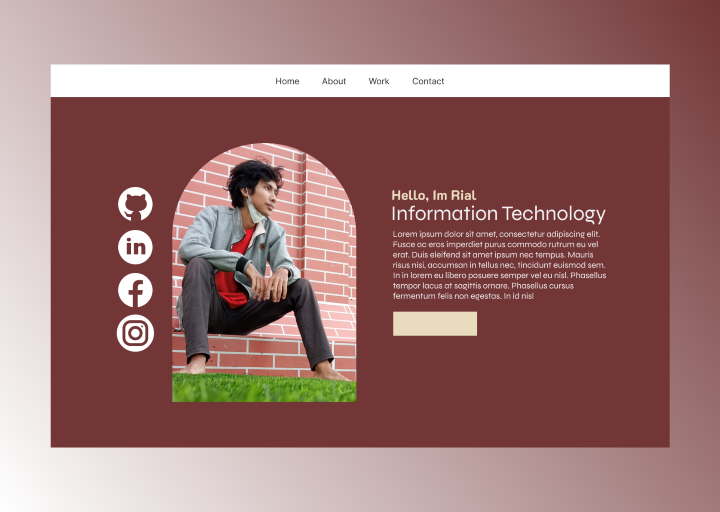 Home About Work Contact
Hello, Im Rial
Information Technology
Lorem ipsum dolor sit amet, consectetur adipiscing elit.
Fusce ac eros imperdiet purus commodo rutrum eu vel
erat. Duis eleifend sit amet ipsum nec tempus. Mauris
risus nisi, accumsan in tellus nec, tincidunt euismod sem.
In in lorem eu libero posuere semper vel eu nisl. Phasellus
tempor lacus at sagittis ornare. Phasellus cursus
fermentum felis non egestas. In id nisl
in